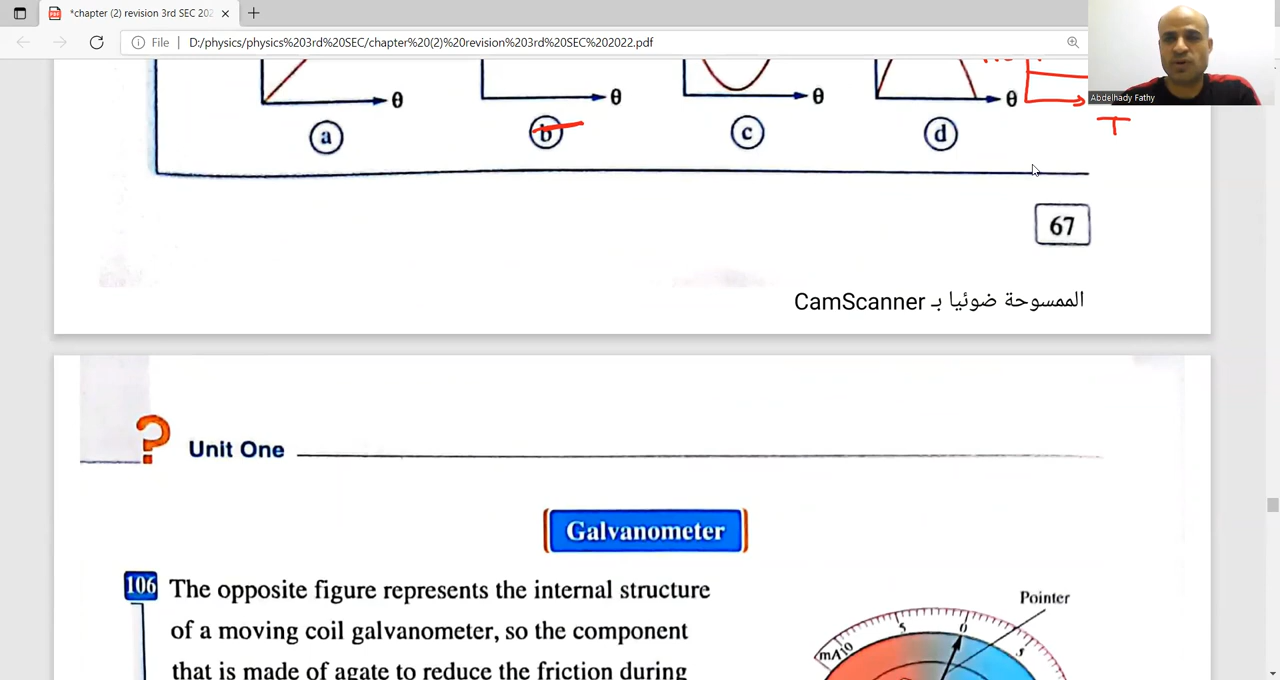 *chapter (2) revision 3rd SEC 202
File | D:/physics/physics%203rd%20SEC/chapter%20(2)%20revision%203rd%20SEC%202022.pdf
Abdelhady Fathy
θ θ θ θ
T
a b c d
67
الممسوحة ضوئيا بـ CamScanner
? Unit One
Galvanometer
106 The opposite figure represents the internal structure
of a moving coil galvanometer, so the component
that is made of agate to reduce the friction during
Pointer
5 0 5
mA 10